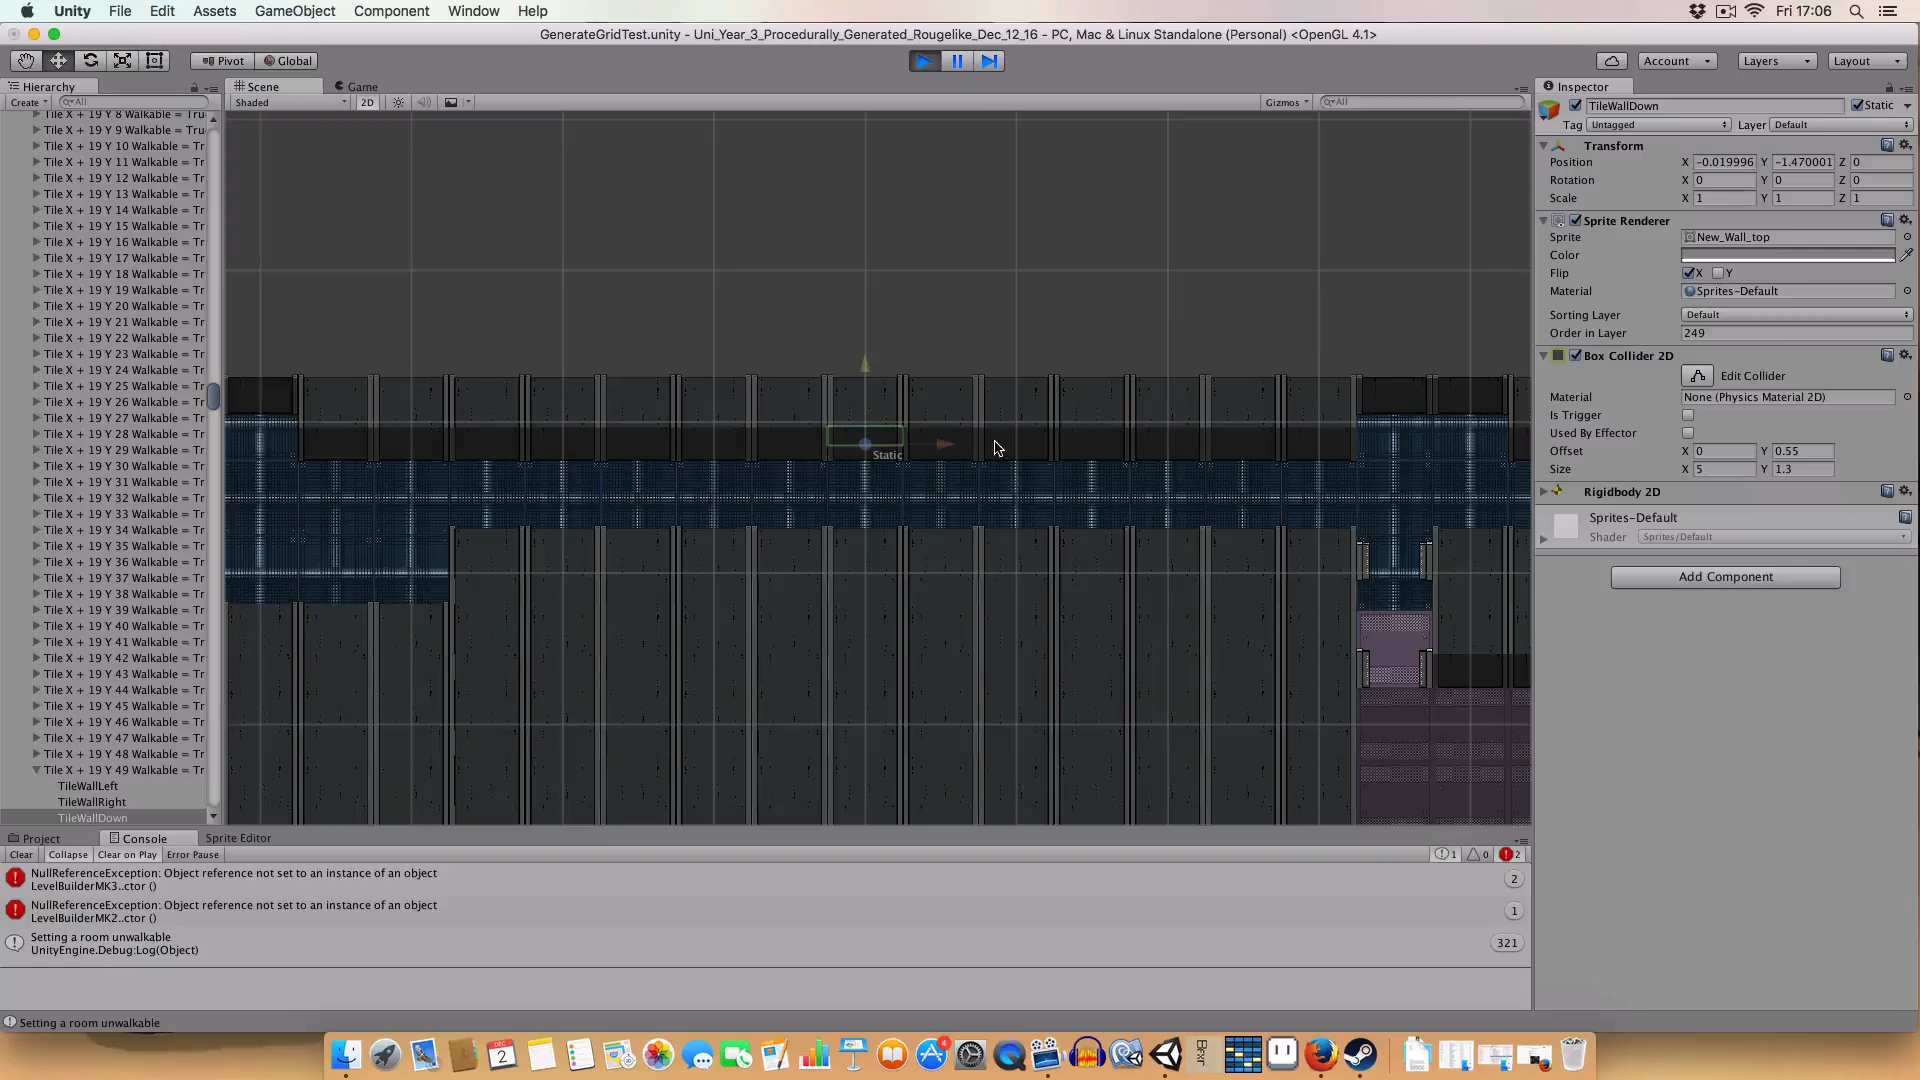 Unity File Edit Assets GameObject Component Window Help Fri 17:06
GenerateGridTest.unity - Uni_Year_3_Procedurally_Generated_Rougelike_Dec_12_16 - PC, Mac & Linux Standalone (Personal) <OpenGL 4.1>
Pivot Global Account Layers Layout
Hierarchy Scene Game Inspector
Create All Shaded 2D Gizmos All
TileWallDown Static
Tag Untagged Layer Default
Tile X + 19 Y 8 Walkable = Tru
Tile X + 19 Y 9 Walkable = Tru
Tile X + 19 Y 10 Walkable = Tr
Tile X + 19 Y 11 Walkable = Tr
Tile X + 19 Y 12 Walkable = Tr
Tile X + 19 Y 13 Walkable = Tr
Tile X + 19 Y 14 Walkable = Tr
Tile X + 19 Y 15 Walkable = Tr
Tile X + 19 Y 16 Walkable = Tr
Tile X + 19 Y 17 Walkable = Tr
Tile X + 19 Y 18 Walkable = Tr
Tile X + 19 Y 19 Walkable = Tr
Tile X + 19 Y 20 Walkable = Tr
Tile X + 19 Y 21 Walkable = Tr
Tile X + 19 Y 22 Walkable = Tr
Tile X + 19 Y 23 Walkable = Tr
Tile X + 19 Y 24 Walkable = Tr
Tile X + 19 Y 25 Walkable = Tr
Tile X + 19 Y 26 Walkable = Tr
Tile X + 19 Y 27 Walkable = Tr
Tile X + 19 Y 28 Walkable = Tr
Tile X + 19 Y 29 Walkable = Tr
Tile X + 19 Y 30 Walkable = Tr
Tile X + 19 Y 31 Walkable = Tr
Tile X + 19 Y 32 Walkable = Tr
Tile X + 19 Y 33 Walkable = Tr
Tile X + 19 Y 34 Walkable = Tr
Tile X + 19 Y 35 Walkable = Tr
Tile X + 19 Y 36 Walkable = Tr
Tile X + 19 Y 37 Walkable = Tr
Tile X + 19 Y 38 Walkable = Tr
Tile X + 19 Y 39 Walkable = Tr
Tile X + 19 Y 40 Walkable = Tr
Tile X + 19 Y 41 Walkable = Tr
Tile X + 19 Y 42 Walkable = Tr
Tile X + 19 Y 43 Walkable = Tr
Tile X + 19 Y 44 Walkable = Tr
Tile X + 19 Y 45 Walkable = Tr
Tile X + 19 Y 46 Walkable = Tr
Tile X + 19 Y 47 Walkable = Tr
Tile X + 19 Y 48 Walkable = Tr
Tile X + 19 Y 49 Walkable = Tr
TileWallLeft
TileWallRight
TileWallDown
Static
Transform
Position X -0.019996 Y -1.470001 Z 0
Rotation X 0 Y 0 Z 0
Scale X 1 Y 1 Z 1
Sprite Renderer
Sprite New_Wall_top
Color
Flip X Y
Material Sprites-Default
Sorting Layer Default
Order in Layer 249
Box Collider 2D
Edit Collider
Material None (Physics Material 2D)
Is Trigger
Used By Effector
Offset X 0 Y 0.55
Size X 5 Y 1.3
Rigidbody 2D
Sprites-Default
Shader Sprites/Default
Add Component
Project Console Sprite Editor
Clear Collapse Clear on Play Error Pause 1 0 2
NullReferenceException: Object reference not set to an instance of an object
LevelBuilderMK3..ctor ()
2
NullReferenceException: Object reference not set to an instance of an object
LevelBuilderMK2..ctor ()
1
Setting a room unwalkable
UnityEngine.Debug:Log(Object)
321
Setting a room unwalkable
DEC
2
4